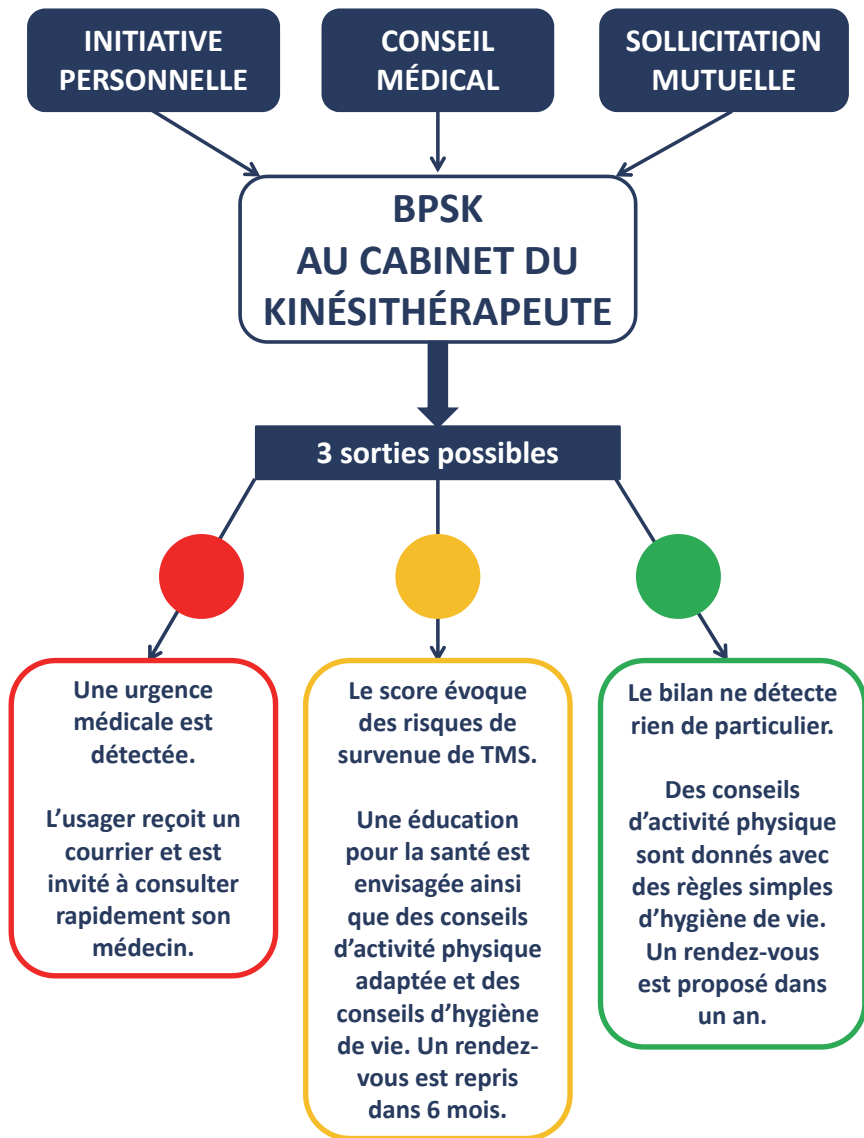 INITIATIVE
PERSONNELLE
CONSEIL
MÉDICAL
SOLLICITATION
MUTUELLE
BPSK
AU CABINET DU
KINÉSITHÉRAPEUTE
3 sorties possibles
Une urgence
médicale est
détectée.
L’usager reçoit un
courrier et est
invité à consulter
rapidement son
médecin.
Le score évoque
des risques de
survenue de TMS.
Une éducation
pour la santé est
envisagée ainsi
que des conseils
d’activité physique
adaptée et des
conseils d’hygiène
de vie. Un rendez-
vous est repris
dans 6 mois.
Le bilan ne détecte
rien de particulier.
Des conseils
d’activité physique
sont donnés avec
des règles simples
d’hygiène de vie.
Un rendez-vous
est proposé dans
un an.